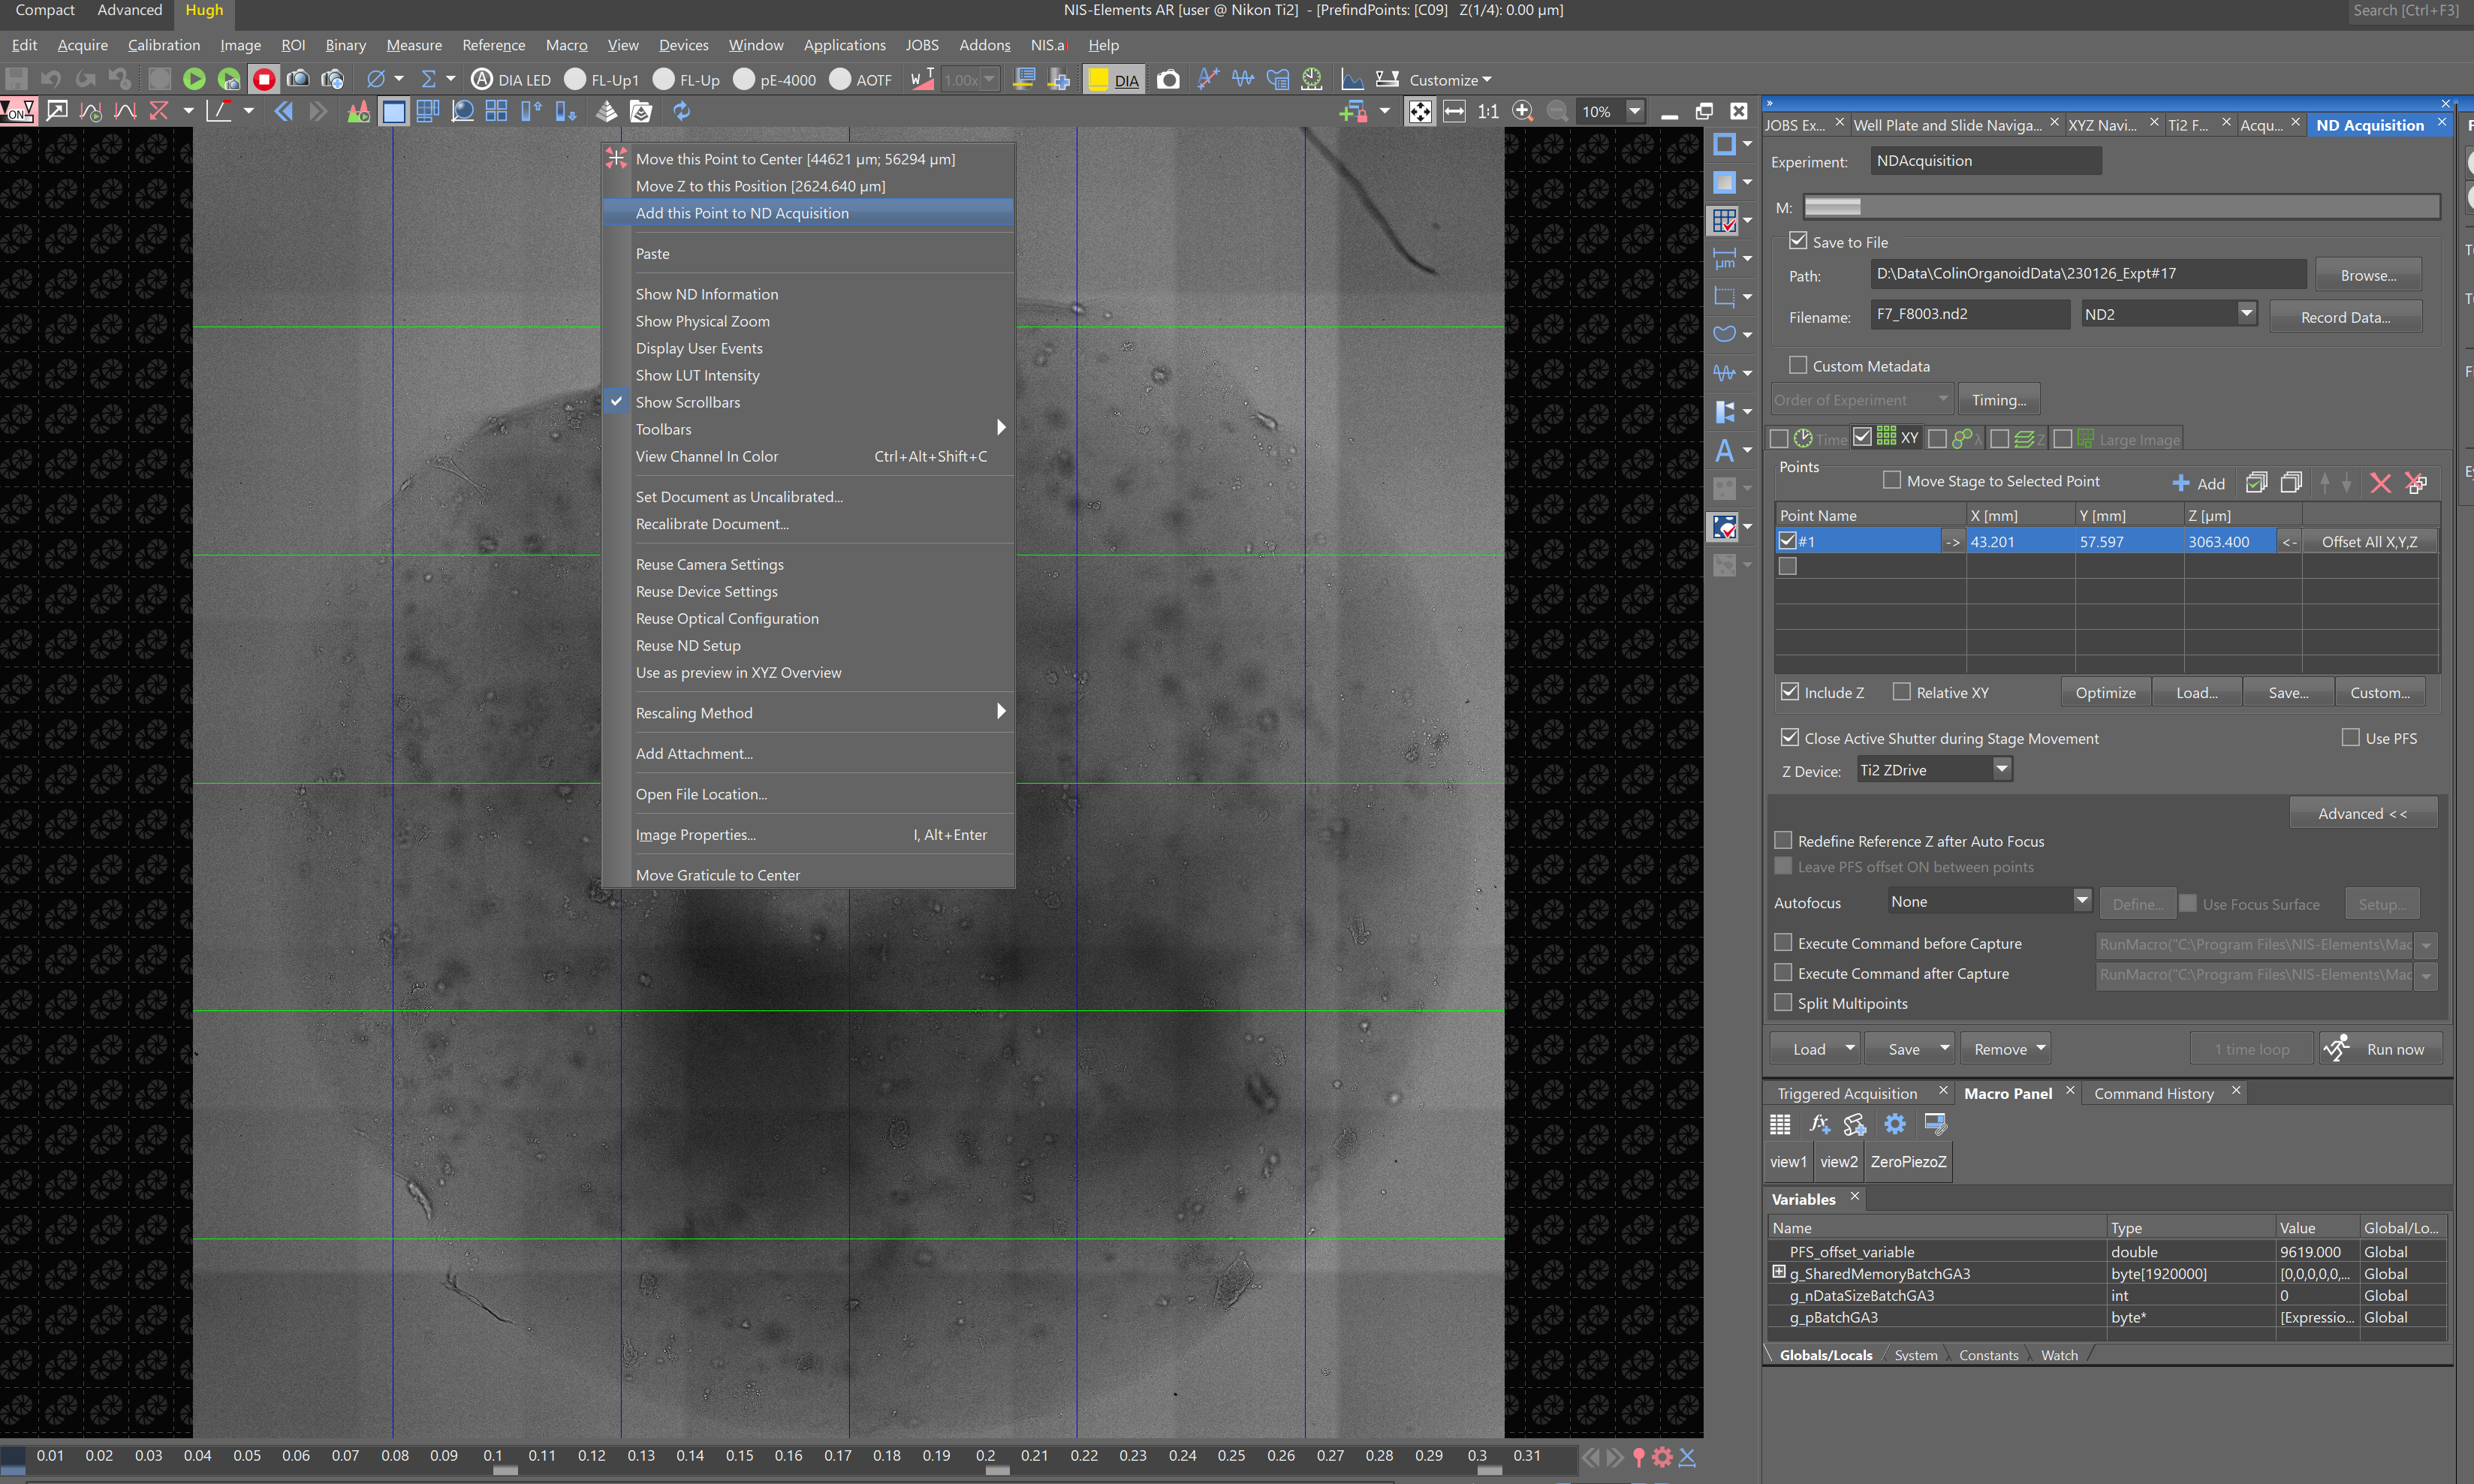 Compact Advanced Hugh
NIS-Elements AR [user @ Nikon Ti2] - [PrefindPoints: [C09] Z(1/4): 0.00 µm]
Search [Ctrl+F3]
Edit Acquire Calibration Image ROI Binary Measure Reference Macro View Devices Window Applications JOBS Addons NIS.ai Help
A DIA LED FL-Up1 FL-Up pE-4000 AOTF W T 1.00x DIA Customize
ON 1:1 10%
Move this Point to Center [44621 µm; 56294 µm]
Move Z to this Position [2624.640 µm]
Add this Point to ND Acquisition
Paste
Show ND Information
Show Physical Zoom
Display User Events
Show LUT Intensity
Show Scrollbars
Toolbars
View Channel In Color Ctrl+Alt+Shift+C
Set Document as Uncalibrated...
Recalibrate Document...
Reuse Camera Settings
Reuse Device Settings
Reuse Optical Configuration
Reuse ND Setup
Use as preview in XYZ Overview
Rescaling Method
Add Attachment...
Open File Location...
Image Properties... I, Alt+Enter
Move Graticule to Center
µm
A
JOBS Ex... Well Plate and Slide Naviga... XYZ Navi... Ti2 F... Acqu... ND Acquisition
Experiment: NDAcquisition
M:
Save to File
Path: D:\Data\ColinOrganoidData\230126_Expt#17 Browse...
Filename: F7_F8003.nd2 ND2 Record Data...
Custom Metadata
Order of Experiment Timing...
Time XY λ Z Large Image
Points
Move Stage to Selected Point Add
Point Name X [mm] Y [mm] Z [µm]
#1 -> 43.201 57.597 3063.400 <- Offset All X,Y,Z
Include Z Relative XY Optimize Load... Save... Custom...
Close Active Shutter during Stage Movement Use PFS
Z Device: Ti2 ZDrive
Advanced <<
Redefine Reference Z after Auto Focus
Leave PFS offset ON between points
Autofocus None Define... Use Focus Surface Setup...
Execute Command before Capture RunMacro("C:\Program Files\NIS-Elements\Mac
Execute Command after Capture RunMacro("C:\Program Files\NIS-Elements\Mac
Split Multipoints
Load Save Remove 1 time loop Run now
Triggered Acquisition Macro Panel Command History
view1 view2 ZeroPiezoZ
Variables
Name Type Value Global/Lo...
PFS_offset_variable double 9619.000 Global
g_SharedMemoryBatchGA3 byte[1920000] [0,0,0,0,0,... Global
g_nDataSizeBatchGA3 int 0 Global
g_pBatchGA3 byte* [Expressio... Global
Globals/Locals System Constants Watch
0.01 0.02 0.03 0.04 0.05 0.06 0.07 0.08 0.09 0.1 0.11 0.12 0.13 0.14 0.15 0.16 0.17 0.18 0.19 0.2 0.21 0.22 0.23 0.24 0.25 0.26 0.27 0.28 0.29 0.3 0.31